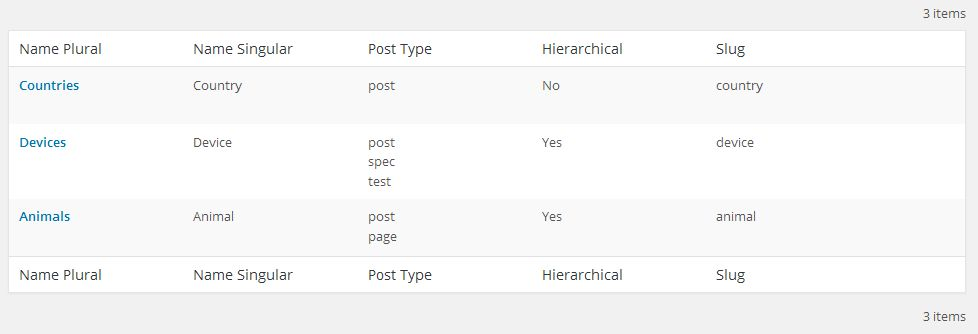 3 items
Name Plural Name Singular Post Type Hierarchical Slug
Countries Country post No country
Devices Device post Yes device
spec
test
Animals Animal post Yes animal
page
Name Plural Name Singular Post Type Hierarchical Slug
3 items